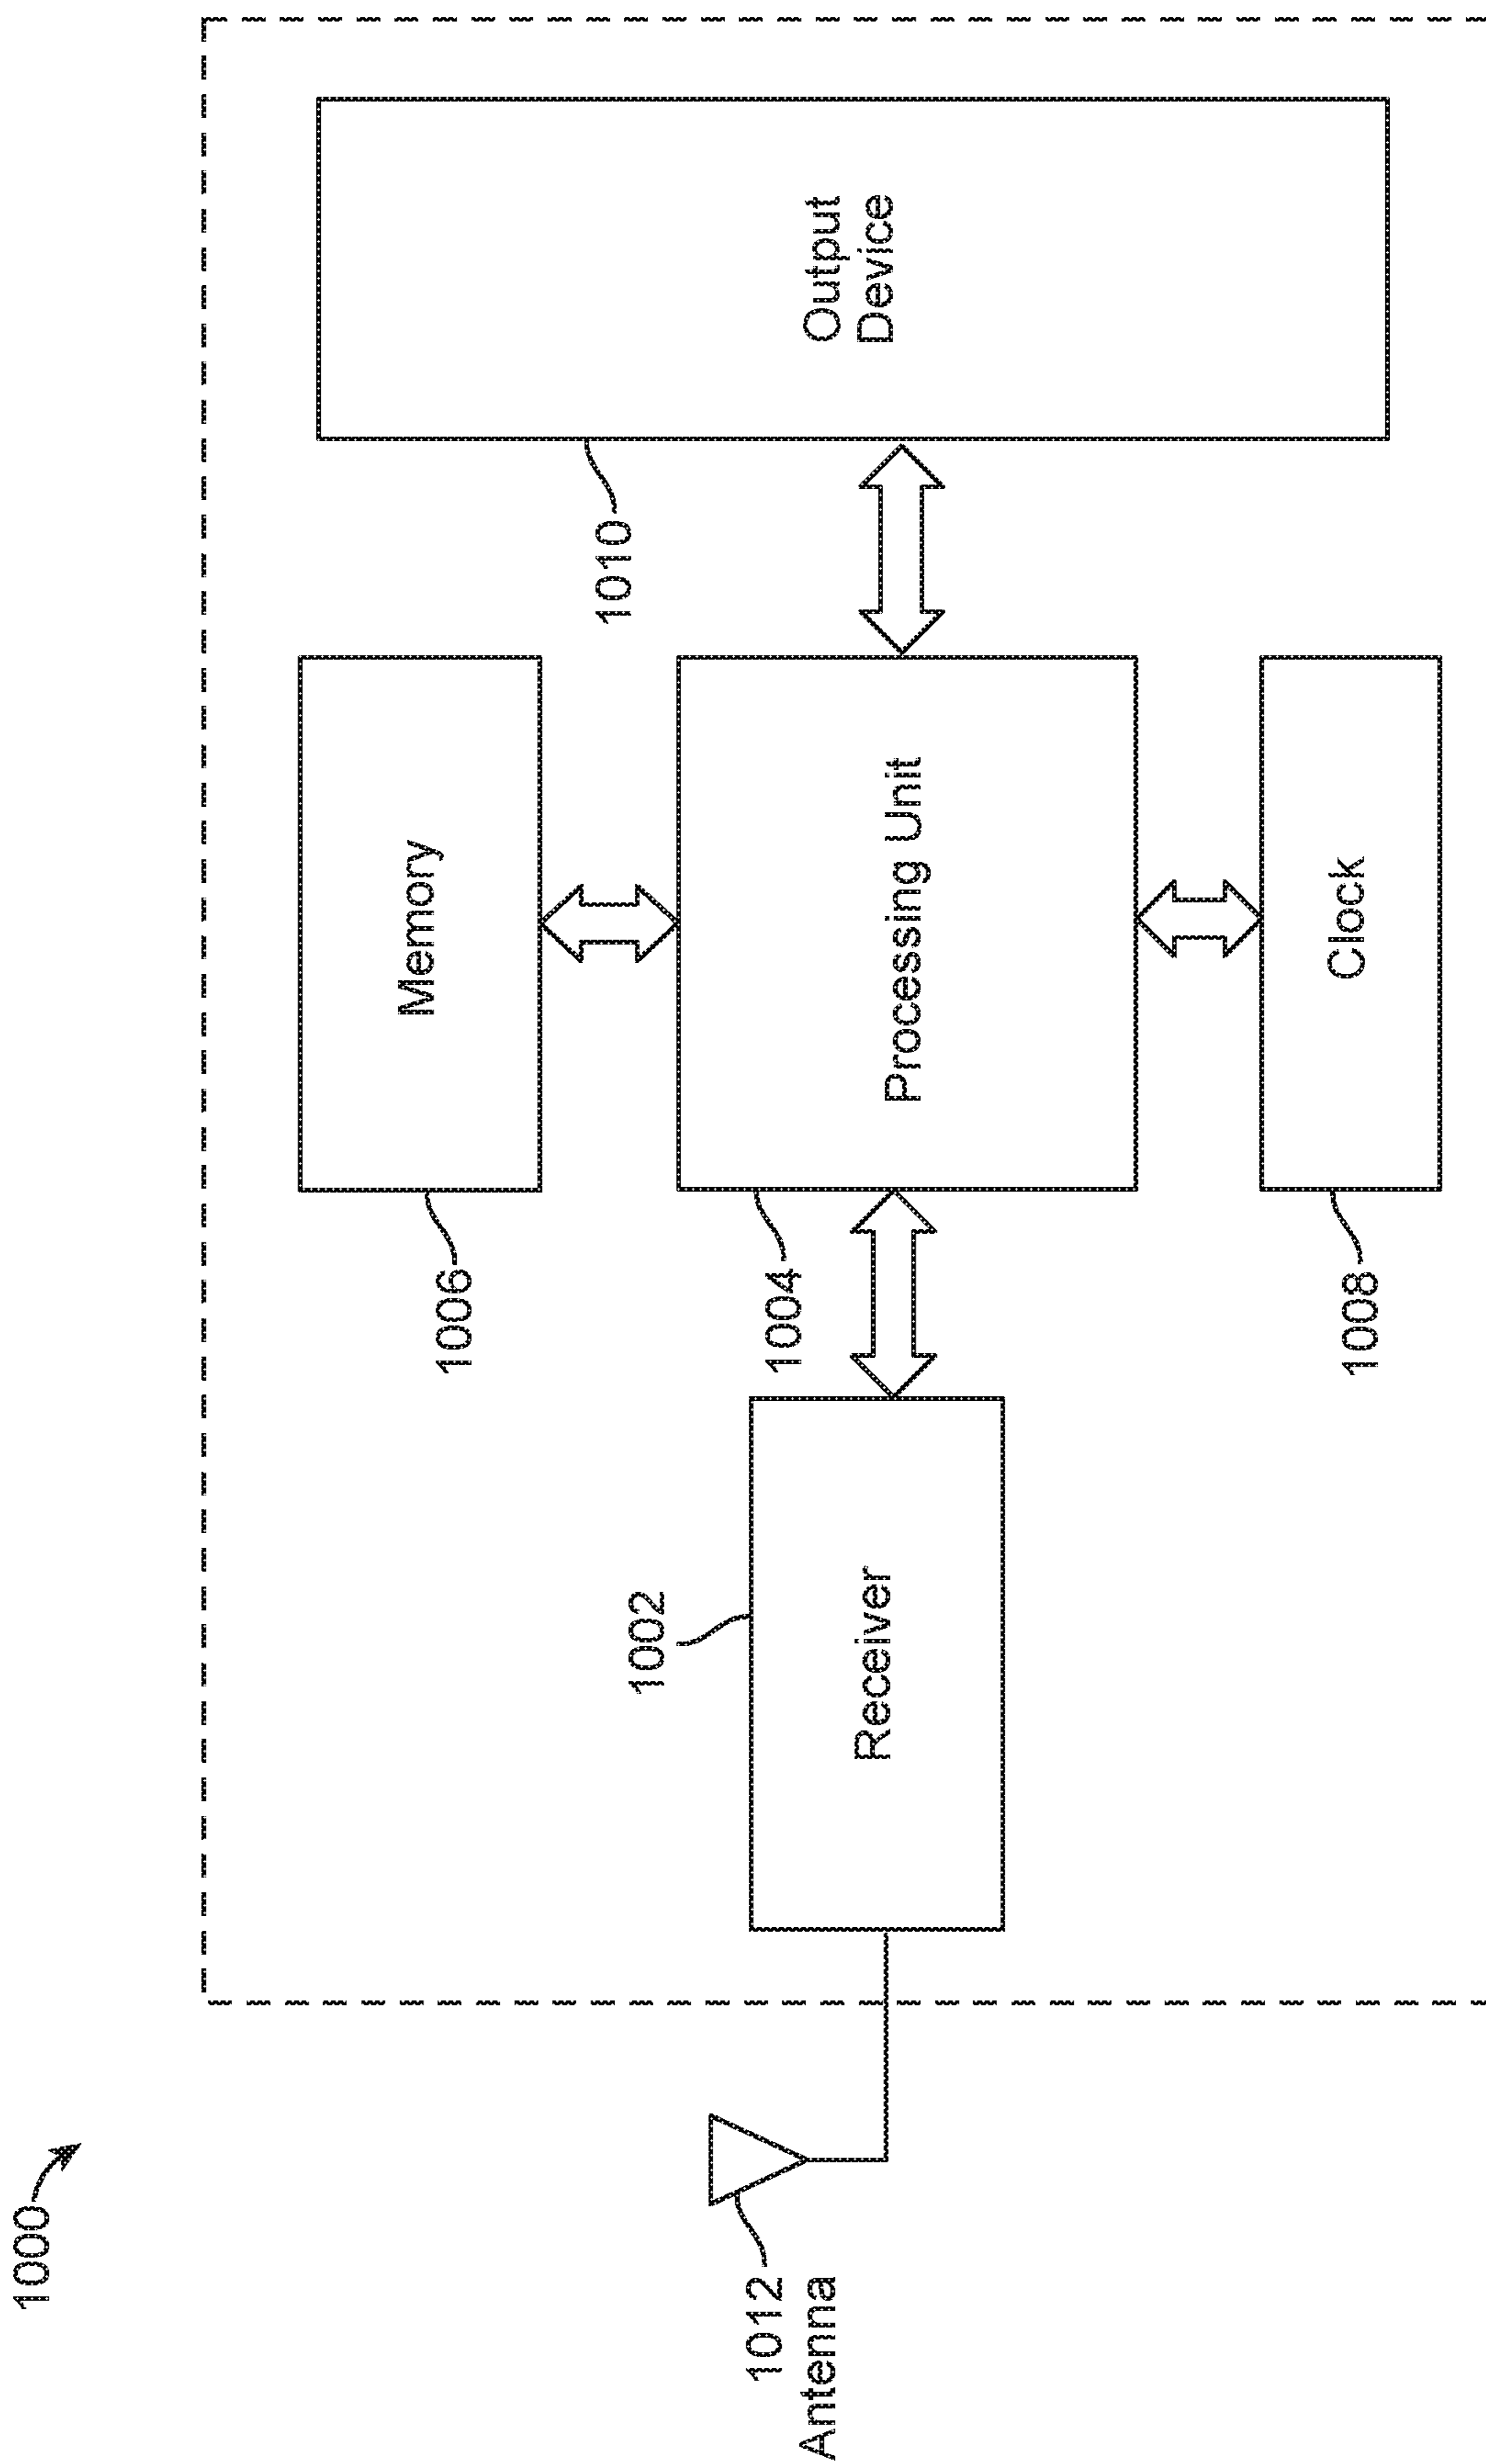 1000
1006
Memory
1010
1002
Receiver
1004
Processing Unit
Output
Device
1012
Antenna
1008
Clock